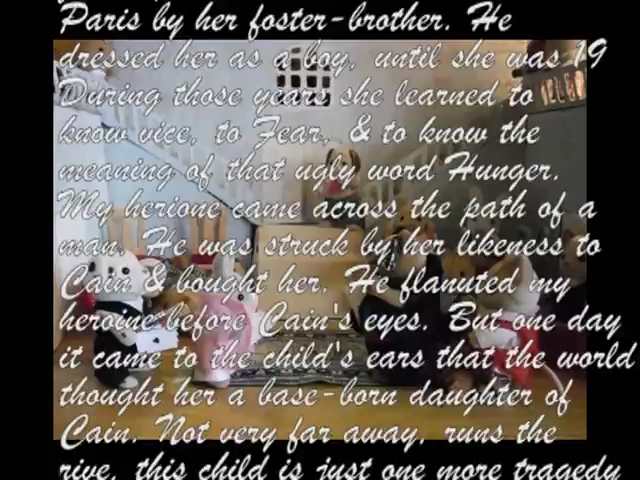 Paris by her foster-brother. He
dressed her as a boy, until she was 19
During those years she learned to
know vice, to Fear, & to know the
meaning of that ugly word Hunger.
My herione came across the path of a
man. He was struck by her likeness to
Cain & bought her. He flanuted my
heroine before Cain's eyes. But one day
it came to the child's ears that the world
thought her a base-born daughter of
Cain. Not very far away, runs the
rive, this child is just one more tragedy